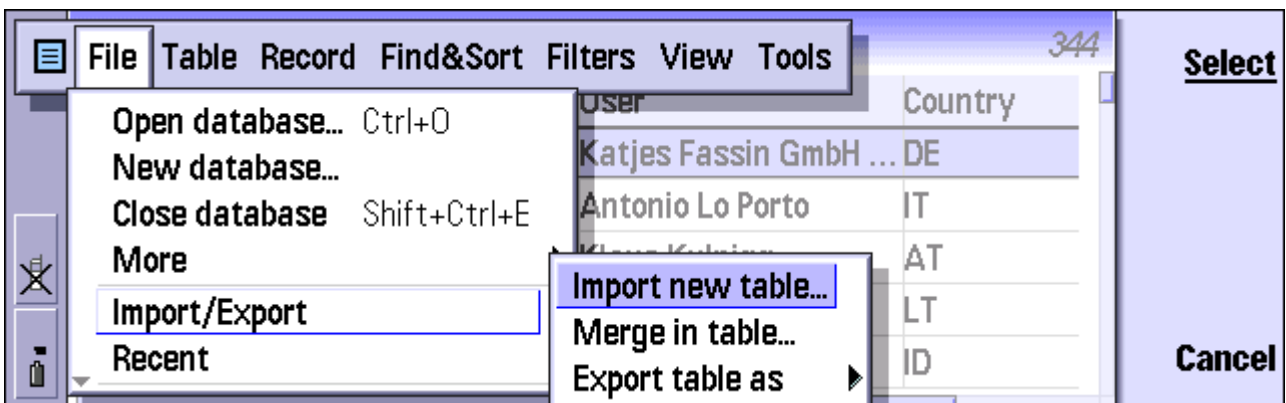 File Table Record Find&Sort Filters View Tools
344
Select
User Country
Open database... Ctrl+O
New database...
Close database Shift+Ctrl+E
More
Import/Export
Recent
Katjes Fassin GmbH ... DE
Antonio Lo Porto IT
AT
LT
ID
Import new table...
Merge in table...
Export table as
Cancel